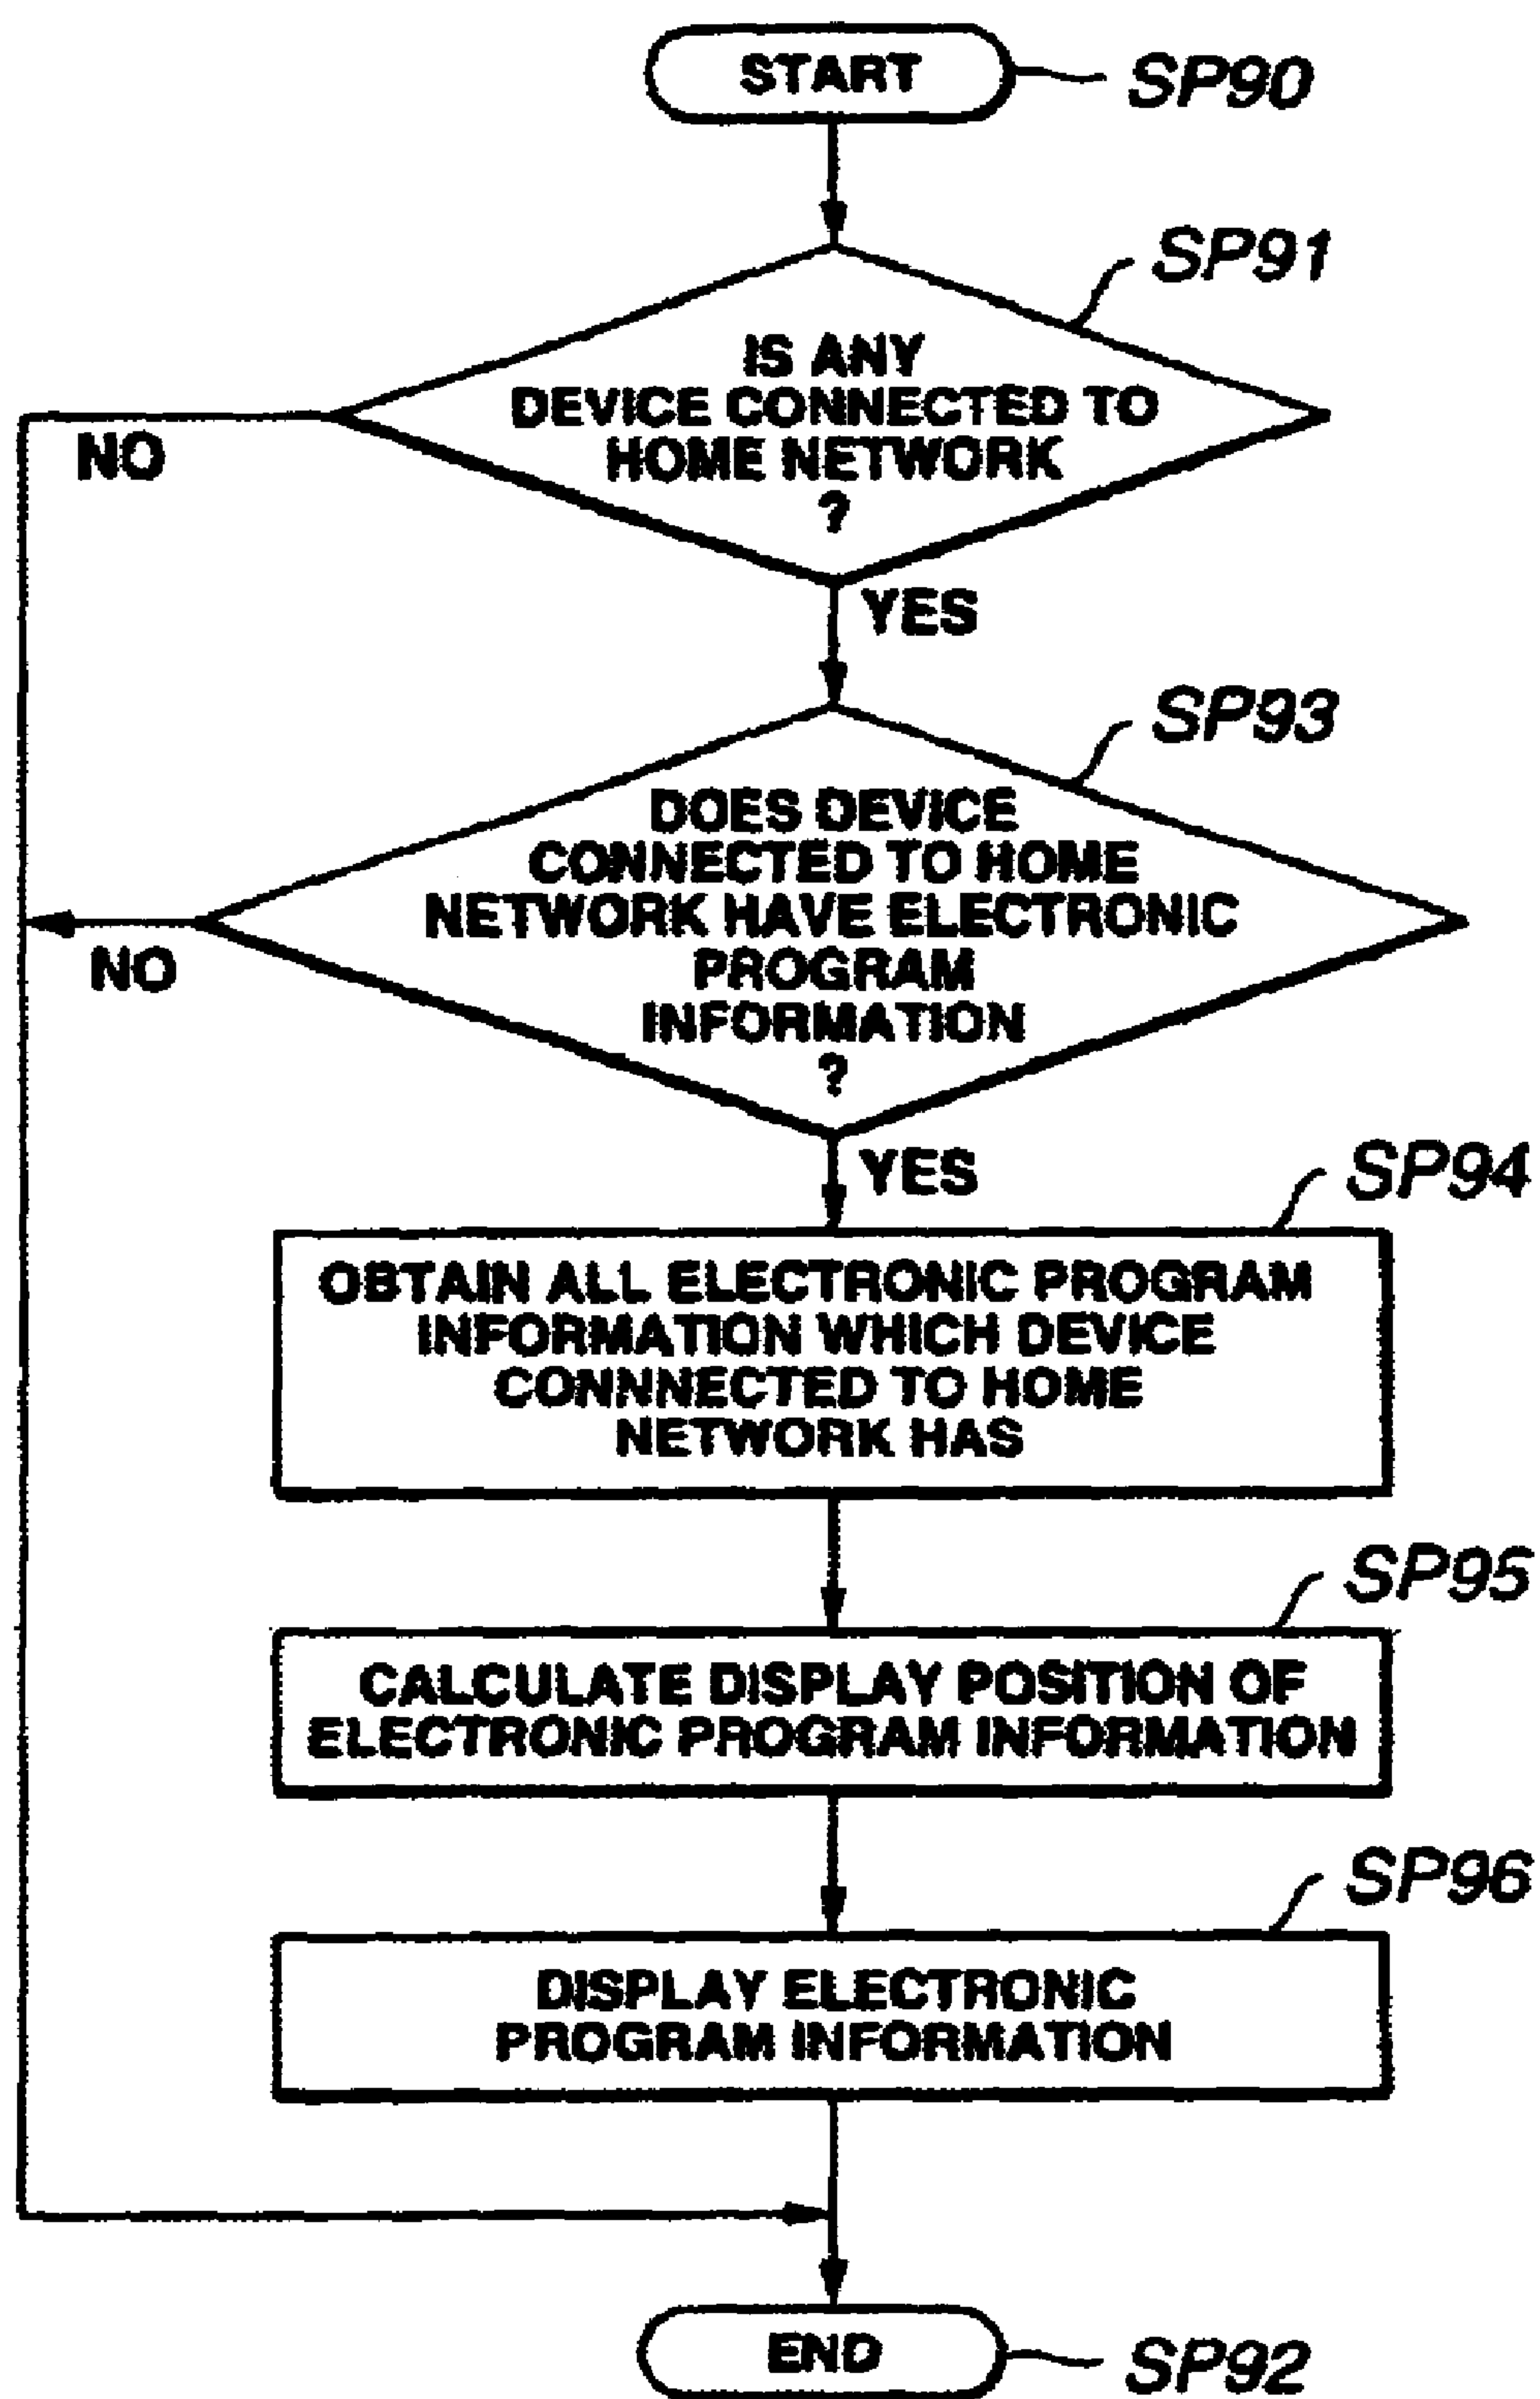 START
SP90
SP91
IS ANY
DEVICE CONNECTED TO
HOME NETWORK
?
NO
YES
SP93
DOES DEVICE
CONNECTED TO HOME
NETWORK HAVE ELECTRONIC
PROGRAM
INFORMATION
?
NO
YES
SP94
OBTAIN ALL ELECTRONIC PROGRAM
INFORMATION WHICH DEVICE
CONNNECTED TO HOME
NETWORK HAS
SP95
CALCULATE DISPLAY POSITION OF
ELECTRONIC PROGRAM INFORMATION
SP96
DISPLAY ELECTRONIC
PROGRAM INFORMATION
END
SP92